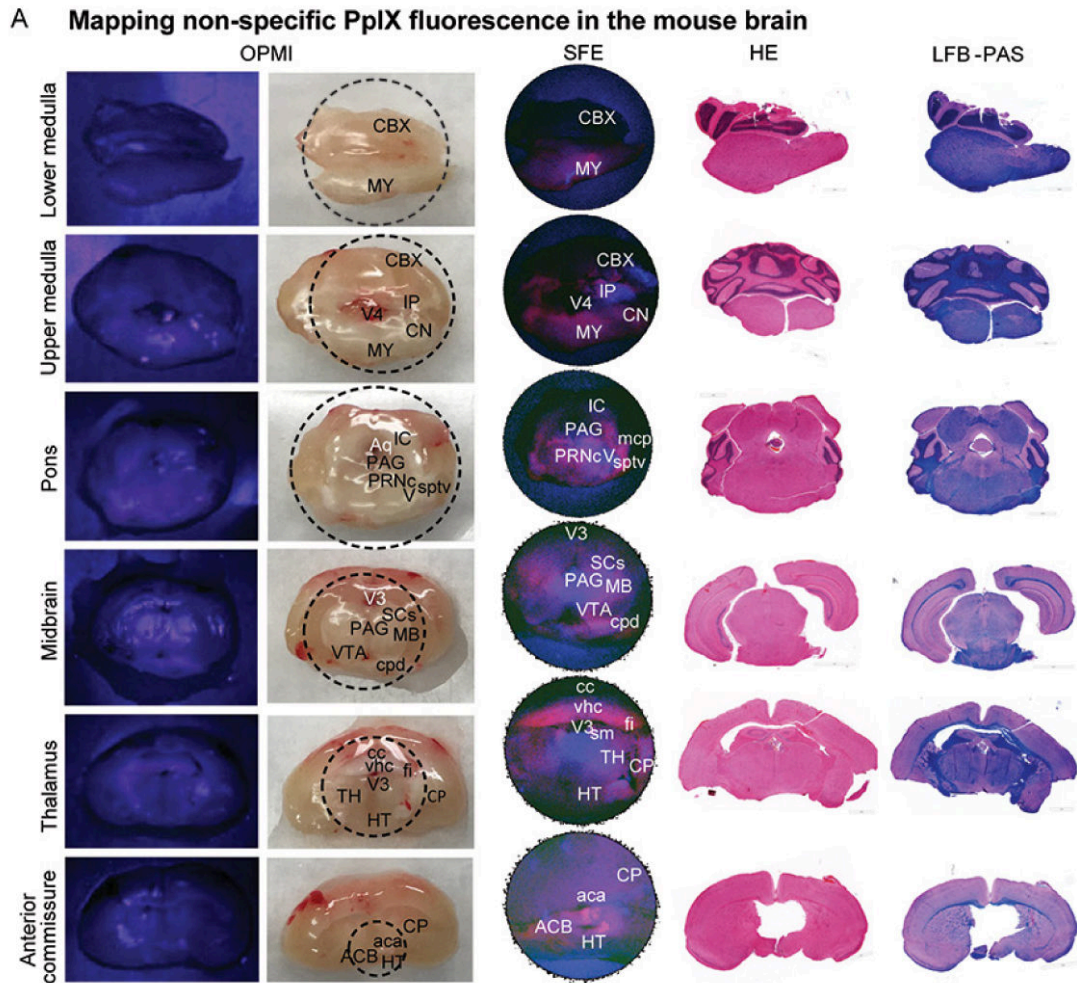 A Mapping non-specific PpIX fluorescence in the mouse brain
OPMI SFE HE LFB-PAS
Lower medulla
CBX
MY
CBX
MY
Upper medulla
CBX
IP
V4
CN
MY
CBX
IP
V4
CN
MY
Pons
IC
Aq
PAG
PRNc
sptv
V
IC
PAG
mcp
PRNc
V
sptv
Midbrain
V3
SCs
PAG
MB
VTA
cpd
V3
SCs
PAG
MB
VTA
cpd
Thalamus
cc
vhc
fi
V3
TH
CP
HT
cc
vhc
V3
fi
sm
TH
CP
HT
Anterior
commissure
CP
aca
ACB
HT
CP
aca
ACB
HT